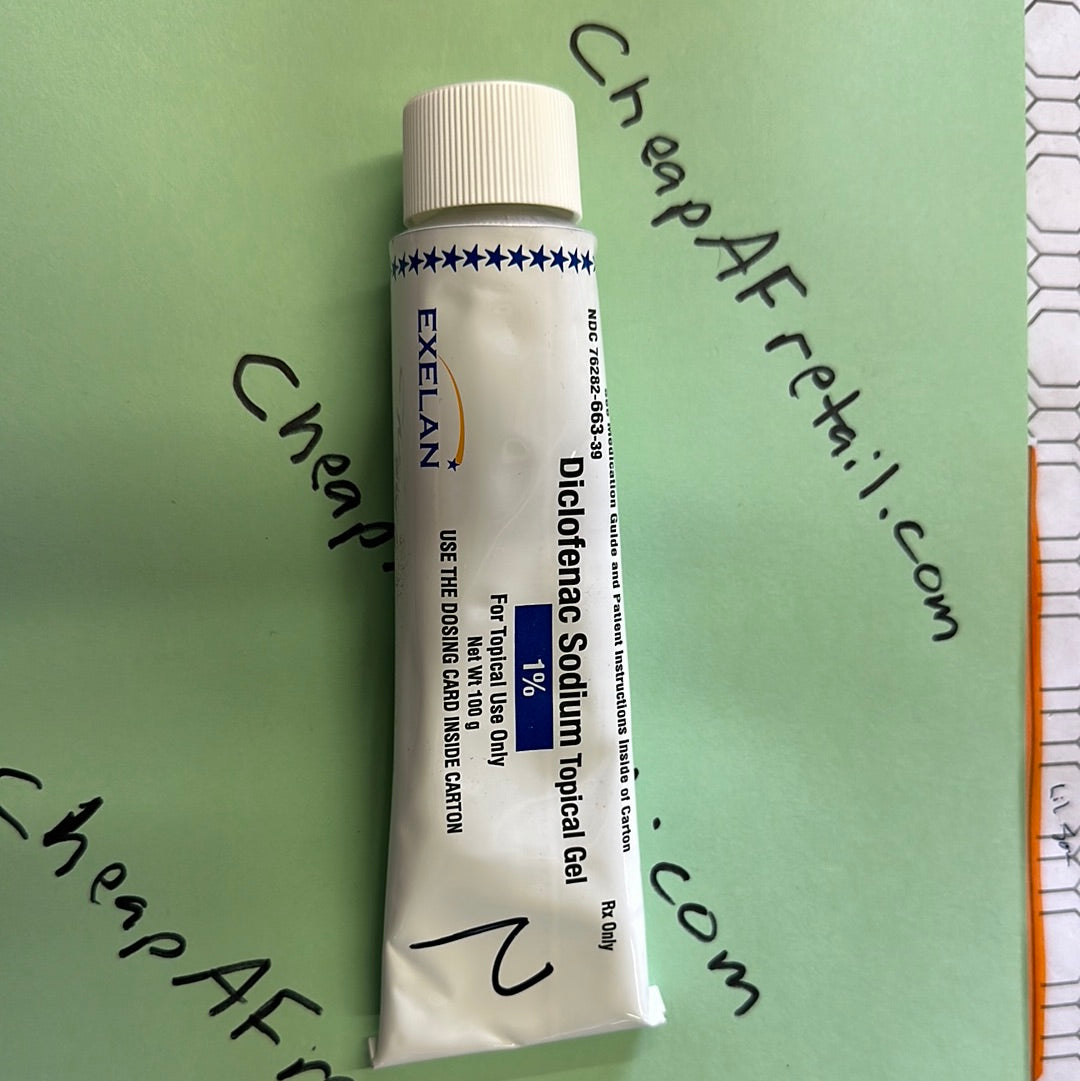 CheapAFretail.com
EXELAN
NDC 76282-663-39
Medication Guide and Patient Instructions Inside of Carton
Diclofenac Sodium Topical Gel
Rx Only
1%
For Topical Use Only
Net Wt 100 g
USE THE DOSING CARD INSIDE CARTON
Cheap
.com
CheapAF